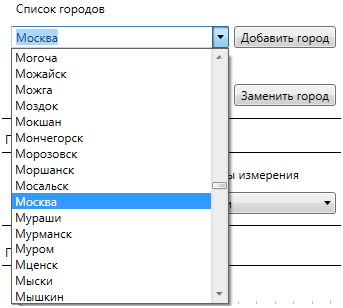 Список городов
Москва
Добавить город
Могоча
Можайск
Можга
Моздок
Мокшан
Заменить город
Мончегорск
Морозовск
Моршанск
Мосальск
ы измерения
Москва
Мураши
Мурманск
Муром
Мценск
Мыски
Мышкин